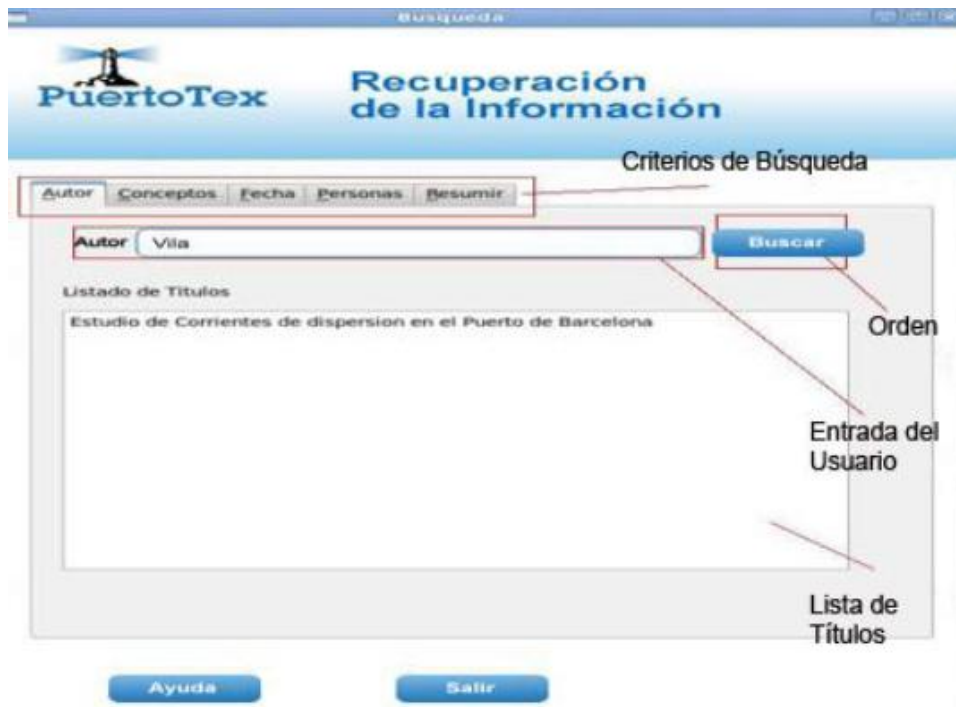 Búsqueda
PuertoTex
Recuperación
de la Información
Criterios de Búsqueda
Autor Conceptos Fecha Personas Resumir
Autor Vila Buscar
Listado de Titulos
Estudio de Corrientes de dispersion en el Puerto de Barcelona
Orden
Entrada del
Usuario
Lista de
Títulos
Ayuda Salir